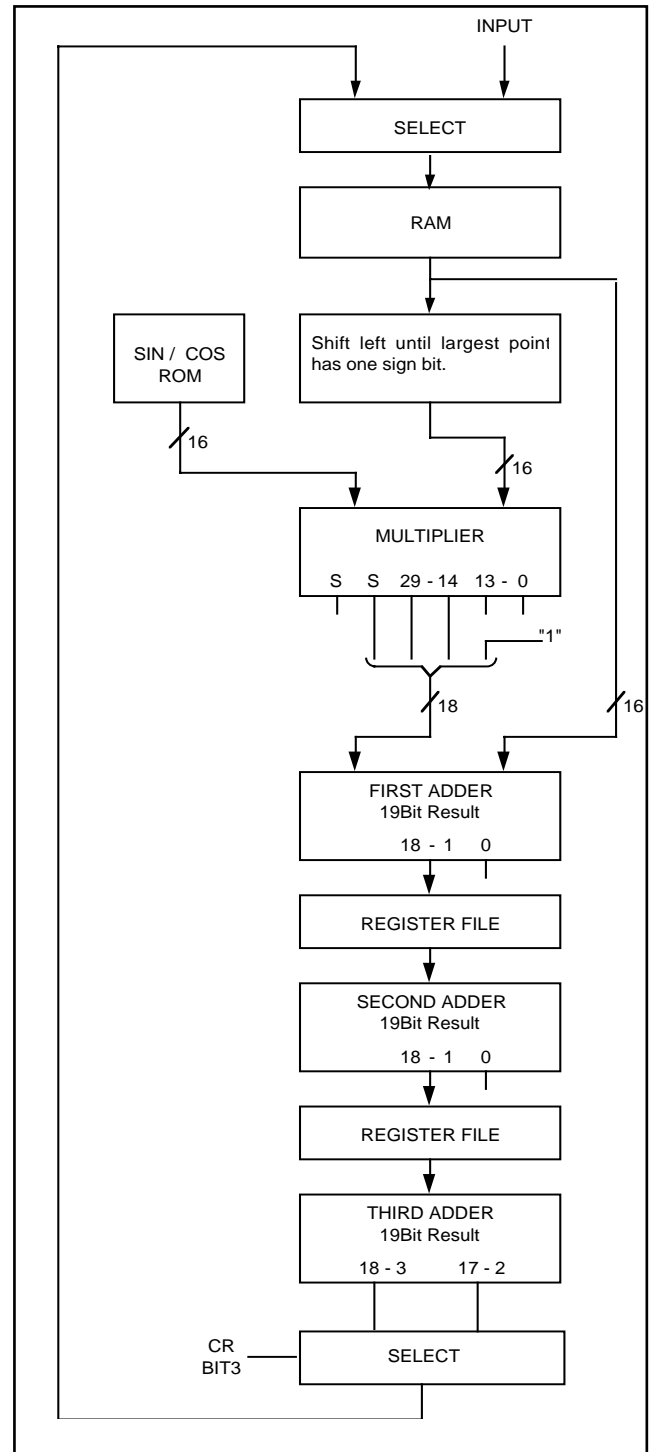 INPUT
SELECT
RAM
SIN / COS
ROM
Shift left until largest point
has one sign bit.
16
16
MULTIPLIER
S S 29 - 14 13 - 0
"1"
18
16
FIRST ADDER
19Bit Result
18 - 1 0
REGISTER FILE
SECOND ADDER
19Bit Result
18 - 1 0
REGISTER FILE
THIRD ADDER
19Bit Result
18 - 3 17 - 2
CR
BIT3
SELECT